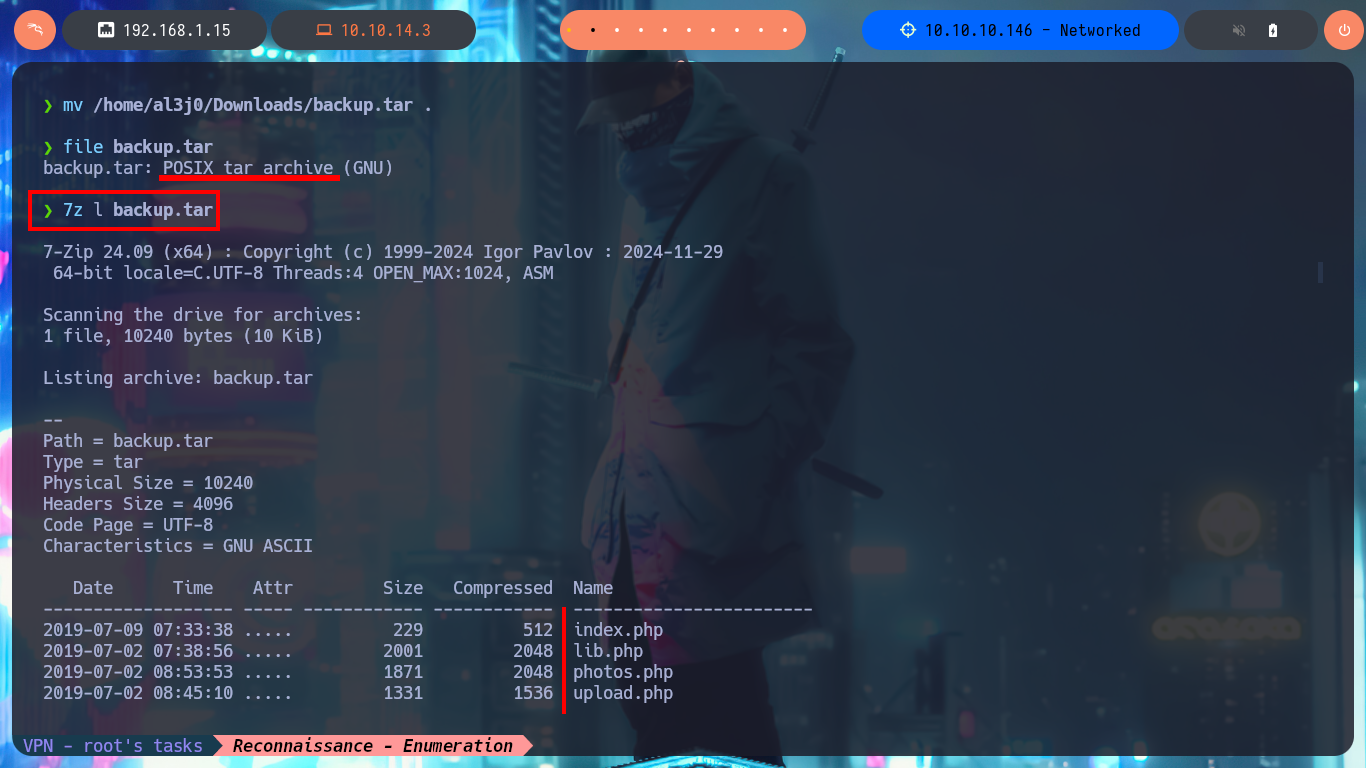 192.168.1.15
10.10.14.3
10.10.10.146 - Networked
❯ mv /home/al3j0/Downloads/backup.tar .
❯ file backup.tar
backup.tar: POSIX tar archive (GNU)
❯ 7z l backup.tar
7-Zip 24.09 (x64) : Copyright (c) 1999-2024 Igor Pavlov : 2024-11-29
 64-bit locale=C.UTF-8 Threads:4 OPEN_MAX:1024, ASM
Scanning the drive for archives:
1 file, 10240 bytes (10 KiB)
Listing archive: backup.tar
--
Path = backup.tar
Type = tar
Physical Size = 10240
Headers Size = 4096
Code Page = UTF-8
Characteristics = GNU ASCII
   Date      Time    Attr         Size   Compressed  Name
------------------- ----- ------------ ------------  ------------------------
2019-07-09 07:33:38 .....          229          512  index.php
2019-07-02 07:38:56 .....         2001         2048  lib.php
2019-07-02 08:53:53 .....         1871         2048  photos.php
2019-07-02 08:45:10 .....         1331         1536  upload.php
VPN - root's tasks Reconnaissance - Enumeration